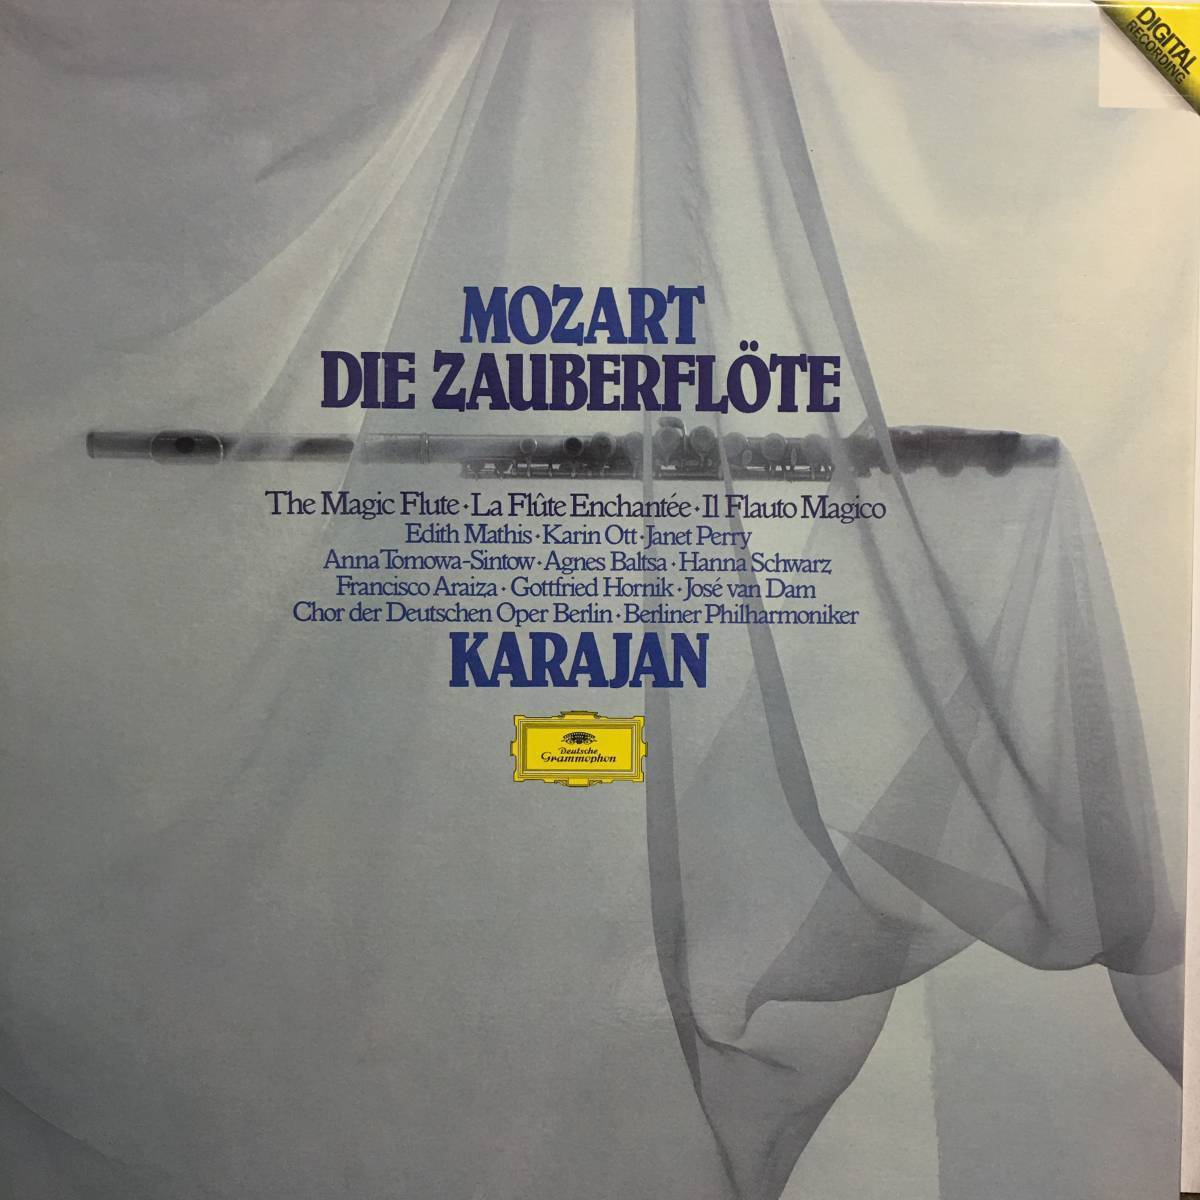 DIGITAL
RECORDING
MOZART
DIE ZAUBERFLÖTE
The Magic Flute · La Flûte Enchantée · Il Flauto Magico
Edith Mathis · Karin Ott · Janet Perry
Anna Tomowa-Sintow · Agnes Baltsa · Hanna Schwarz
Francisco Araiza · Gottfried Hornik · José van Dam
Chor der Deutschen Oper Berlin · Berliner Philharmoniker
KARAJAN
Deutsche
Grammophon